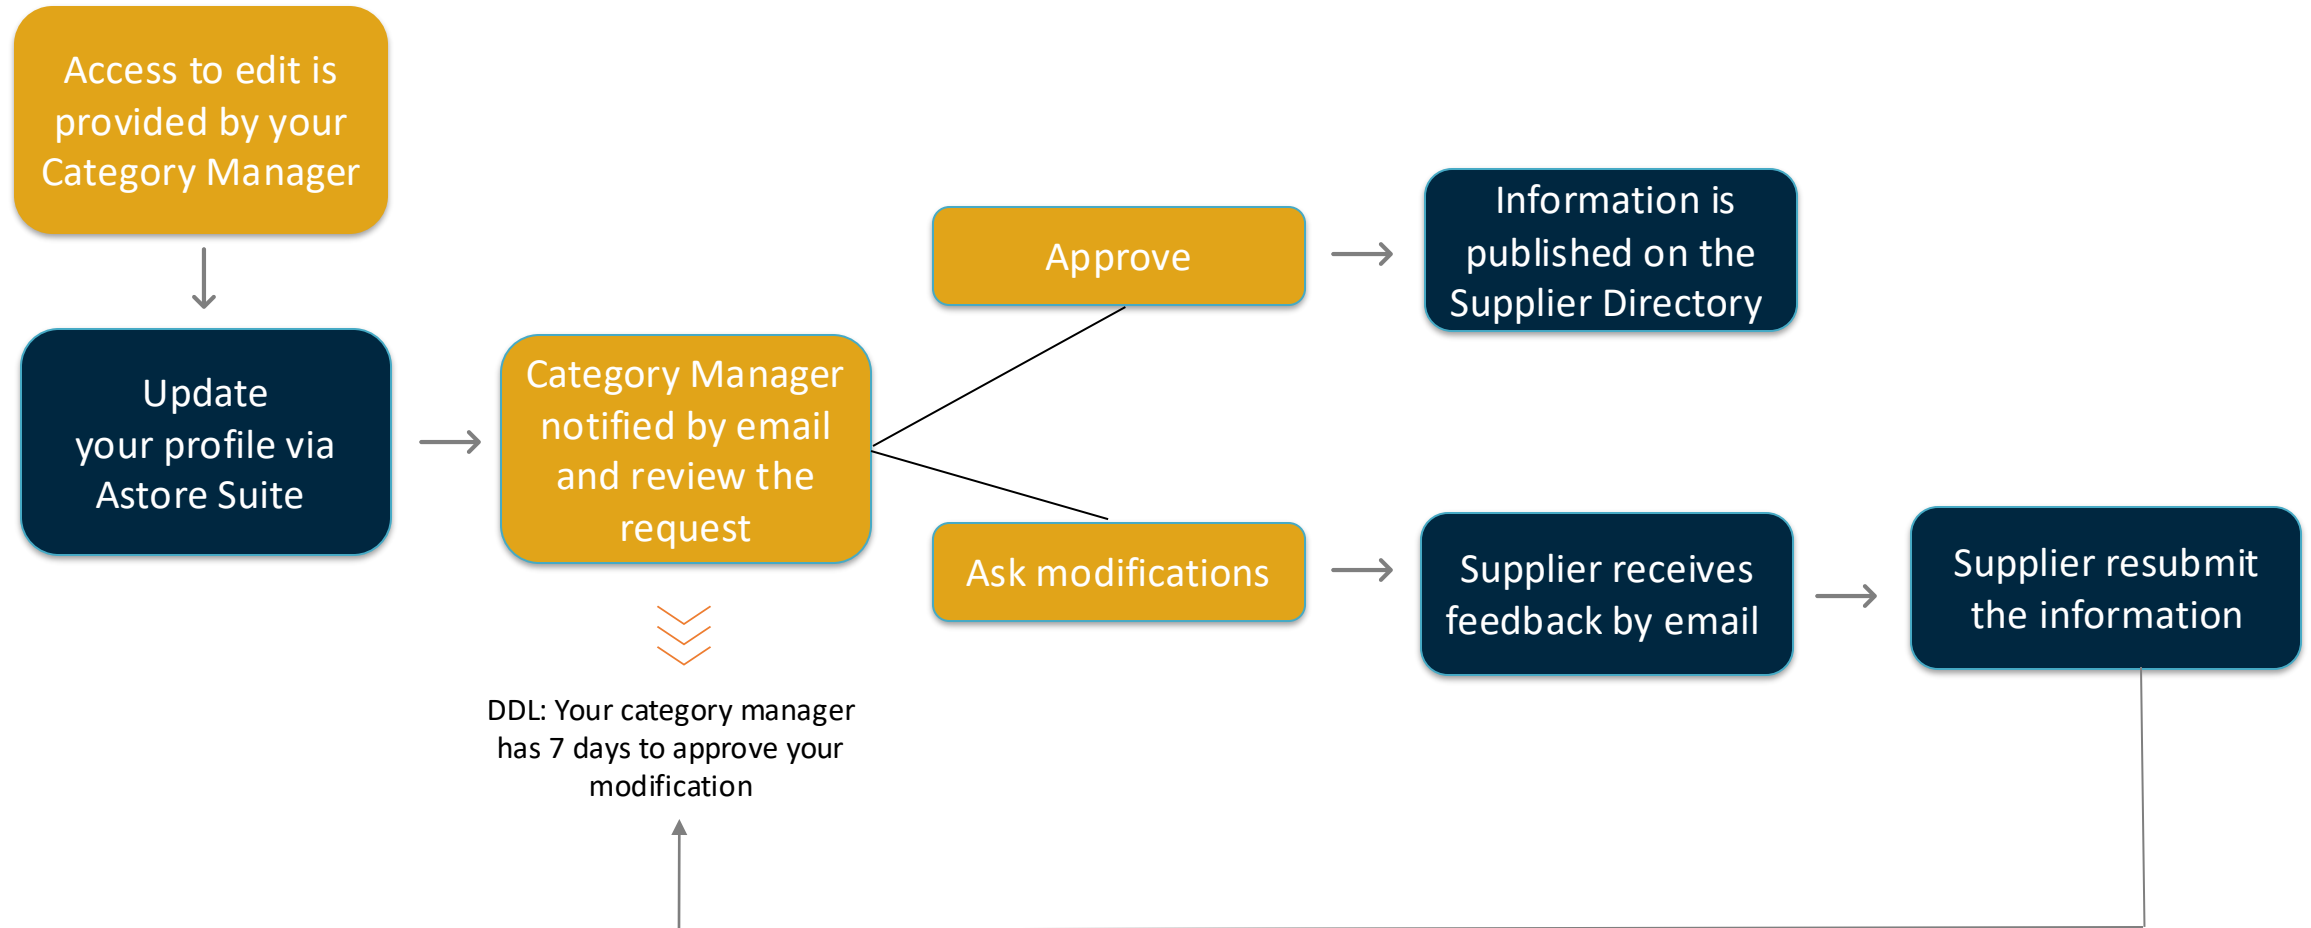 Access to edit is
provided by your
Category Manager
Update
your profile via
Astore Suite
Category Manager
notified by email
and review the
request
DDL: Your category manager
has 7 days to approve your
modification
Approve
Information is
published on the
Supplier Directory
Ask modifications
Supplier receives
feedback by email
Supplier resubmit
the information